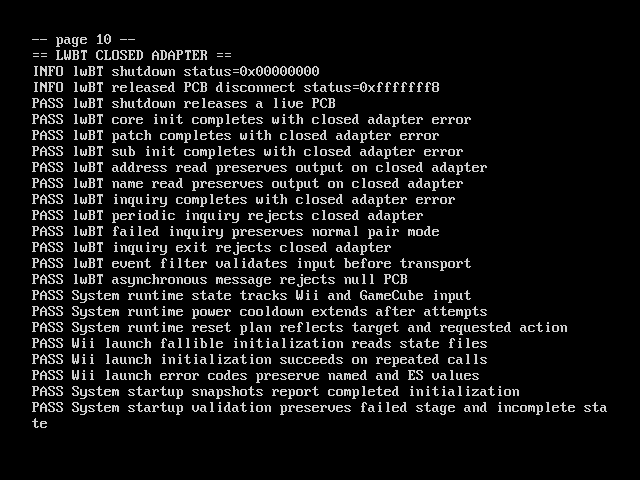 -- page 10 --
== LWBT CLOSED ADAPTER ==
INFO lwBT shutdown status=0x00000000
INFO lwBT released PCB disconnect status=0xfffffff8
PASS lwBT shutdown releases a live PCB
PASS lwBT core init completes with closed adapter error
PASS lwBT patch completes with closed adapter error
PASS lwBT sub init completes with closed adapter error
PASS lwBT address read preserves output on closed adapter
PASS lwBT name read preserves output on closed adapter
PASS lwBT inquiry completes with closed adapter error
PASS lwBT periodic inquiry rejects closed adapter
PASS lwBT failed inquiry preserves normal pair mode
PASS lwBT inquiry exit rejects closed adapter
PASS lwBT event filter validates input before transport
PASS lwBT asynchronous message rejects null PCB
PASS System runtime state tracks Wii and GameCube input
PASS System runtime power cooldown extends after attempts
PASS System runtime reset plan reflects target and requested action
PASS Wii launch fallible initialization reads state files
PASS Wii launch initialization succeeds on repeated calls
PASS Wii launch error codes preserve named and ES values
PASS System startup snapshots report completed initialization
PASS System startup validation preserves failed stage and incomplete sta
te